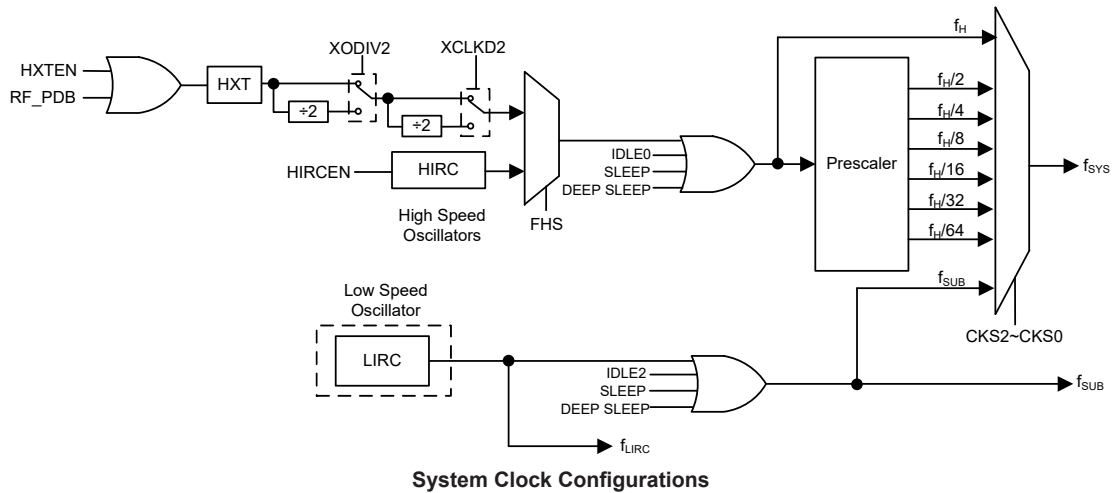 XODIV2
XCLKD2
HXTEN
RF_PDB
HXT
÷2
÷2
HIRCEN
HIRC
High Speed
Oscillators
FHS
IDLE0
SLEEP
DEEP SLEEP
Prescaler
fH
fH/2
fH/4
fH/8
fH/16
fH/32
fH/64
fSUB
fSYS
CKS2~CKS0
Low Speed
Oscillator
LIRC
IDLE2
SLEEP
DEEP SLEEP
fSUB
fLIRC
System Clock Configurations